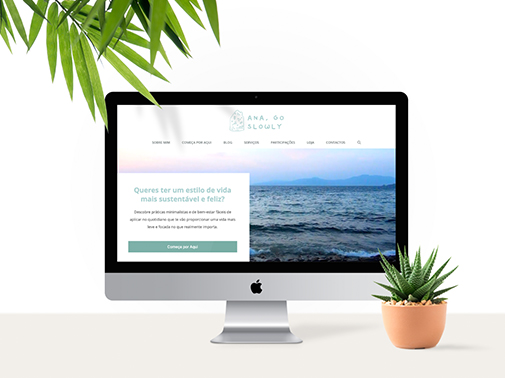 ANA, GO
SLOWLY
SOBRE MIM COMEÇA POR AQUI BLOG SERVIÇOS PARTICIPAÇÕES LOJA CONTACTOS
Queres ter um estilo de vida
mais sustentável e feliz?
Descobre práticas minimalistas e de bem-estar fáceis de
aplicar no quotidiano que te vão proporcionar uma vida mais
leve e focada no que realmente importa.
Começa por Aqui